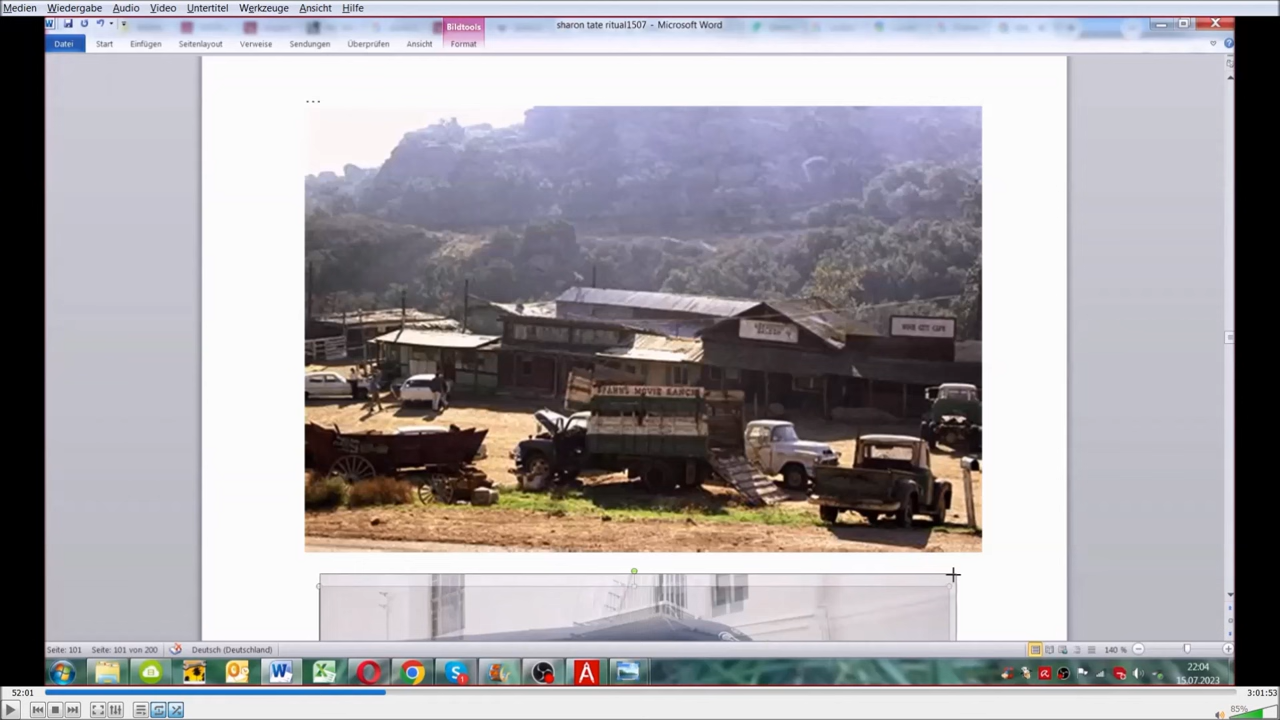 Medien Wiedergabe Audio Video Untertitel Werkzeuge Ansicht Hilfe
Bildtools
sharon tate ritual1507 - Microsoft Word
Datei Start Einfügen Seitenlayout Verweise Sendungen Überprüfen Ansicht Format
...
SPAHN'S MOVIE RANCH
Seite: 101 Seite: 101 von 200 Deutsch (Deutschland) 140 %
22:04
15.07.2023
52:01 3:01:53
85%